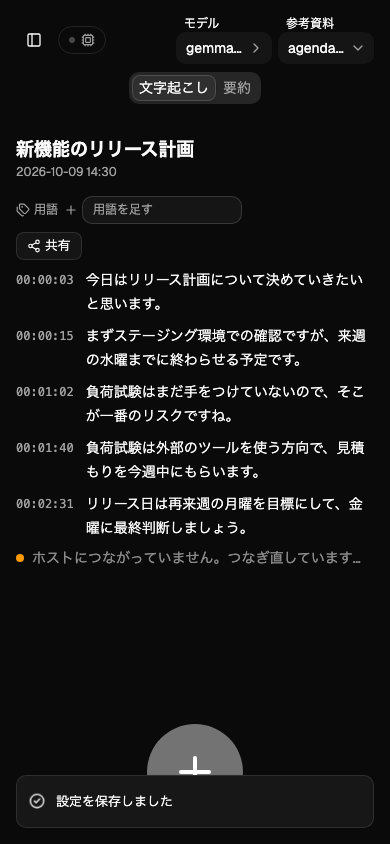 モデル
参考資料
gemma...
agenda...
文字起こし
要約
新機能のリリース計画
2026-10-09 14:30
用語
用語を足す
共有
00:00:03 今日はリリース計画について決めていきたい
と思います。
00:00:15 まずステージング環境での確認ですが、来週
の水曜までに終わらせる予定です。
00:01:02 負荷試験はまだ手をつけていないので、そこ
が一番のリスクですね。
00:01:40 負荷試験は外部のツールを使う方向で、見積
もりを今週中にもらいます。
00:02:31 リリース日は再来週の月曜を目標にして、金
曜に最終判断しましょう。
ホストにつながっていません。つなぎ直しています...
設定を保存しました